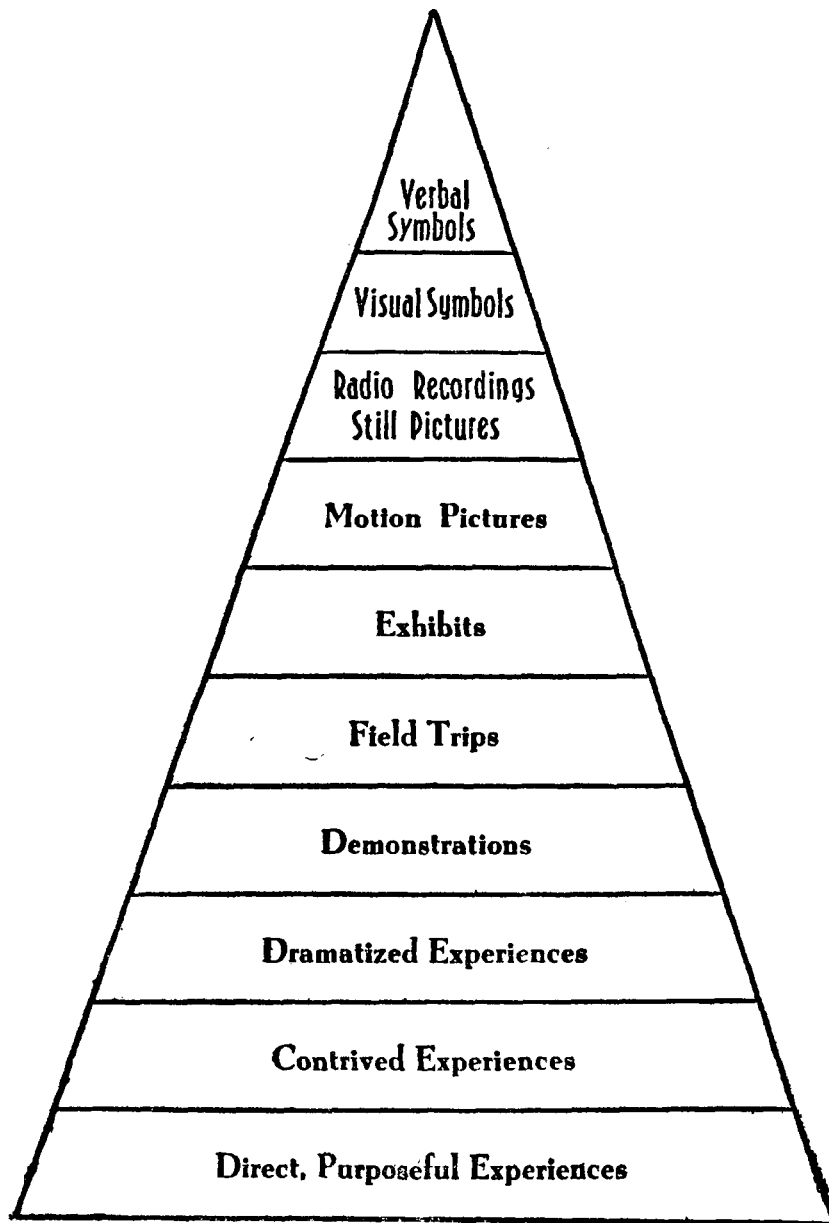 Verbal
Symbols
Visual Symbols
Radio Recordings
Still Pictures
Motion Pictures
Exhibits
Field Trips
Demonstrations
Dramatized Experiences
Contrived Experiences
Direct, Purposeful Experiences